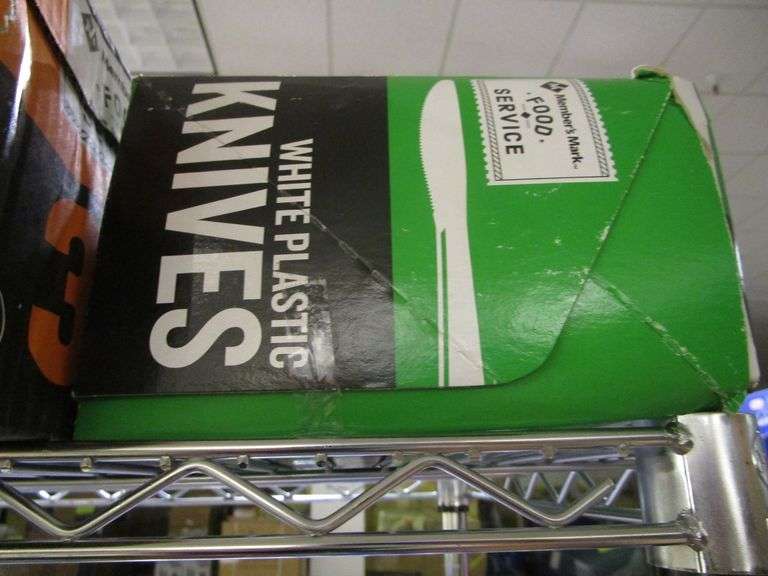 Member's Mark
FOOD
SERVICE
WHITE PLASTIC
KNIVES